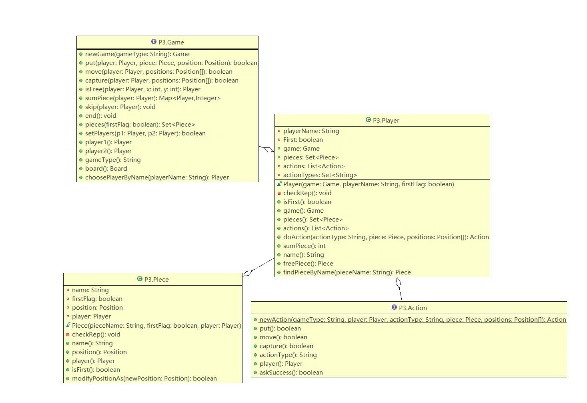 P3.Game
newGame(gameType: String): Game
put(player: Player, piece: Piece, position: Position): boolean
move(player: Player, positions: Position[]): boolean
capture(player: Player, positions: Position[]): boolean
isFree(player: Player, x: int, y: int): Player
sumPiece(player: Player): Map<Player,Integer>
skip(player: Player): void
end(): void
pieces(firstFlag: boolean): Set<Piece>
setPlayers(p1: Player, p2: Player): boolean
player1(): Player
player2(): Player
gameType(): String
board(): Board
choosePlayerByName(playerName: String): Player
P3.Player
playerName: String
First: boolean
game: Game
pieces: Set<Piece>
actions: List<Action>
actionTypes: Set<String>
Player(game: Game, playerName: String, firstFlag: boolean)
checkRep(): void
isFirst(): boolean
game(): Game
pieces(): Set<Piece>
actions(): List<Action>
doAction(actionType: String, piece: Piece, positions: Position[]): Action
sumPiece(): int
name(): String
freePiece(): Piece
findPieceByName(pieceName: String): Piece
P3.Piece
name: String
firstFlag: boolean
position: Position
player: Player
Piece(pieceName: String, firstFlag: boolean, player: Player)
checkRep(): void
name(): String
position(): Position
player(): Player
isFirst(): boolean
modifyPositionAs(newPosition: Position): boolean
P3.Action
newAction(gameType: String, player: Player, actionType: String, piece: Piece, positions: Position[]): Action
put(): boolean
move(): boolean
capture(): boolean
actionType(): String
player(): Player
askSuccess(): boolean